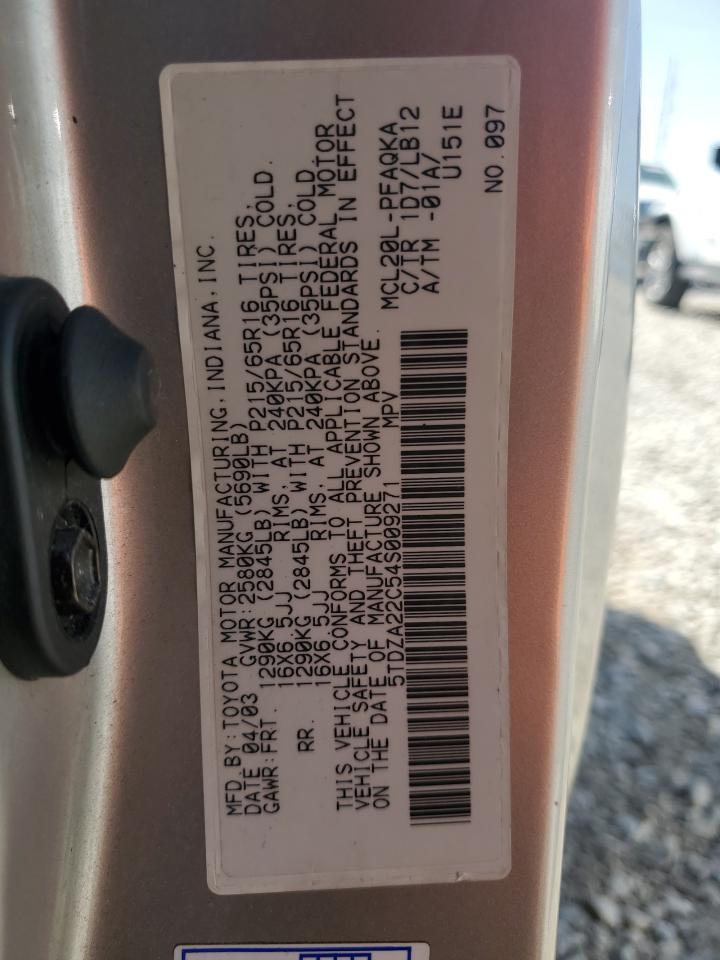 MFD.BY:TOYOTA MOTOR MANUFACTURING,INDIANA,INC.
DATE 04/03 GVWR:2580KG (5690LB)
GAWR:FRT. 1290KG (2845LB) WITH P215/65R16 TIRES,
16X6.5JJ RIMS, AT 240KPA (35PSI) COLD.
RR. 1290KG (2845LB) WITH P215/65R16 TIRES,
16X6.5JJ RIMS, AT 240KPA (35PSI) COLD.
THIS VEHICLE CONFORMS TO ALL APPLICABLE FEDERAL MOTOR
VEHICLE SAFETY AND THEFT PREVENTION STANDARDS IN EFFECT
ON THE DATE OF MANUFACTURE SHOWN ABOVE.
5TDZA22C54S009271 MPV
MCL20L-PFAQKA
C/TR 1D7/LB12
A/TM -01A/
U151E
NO.097